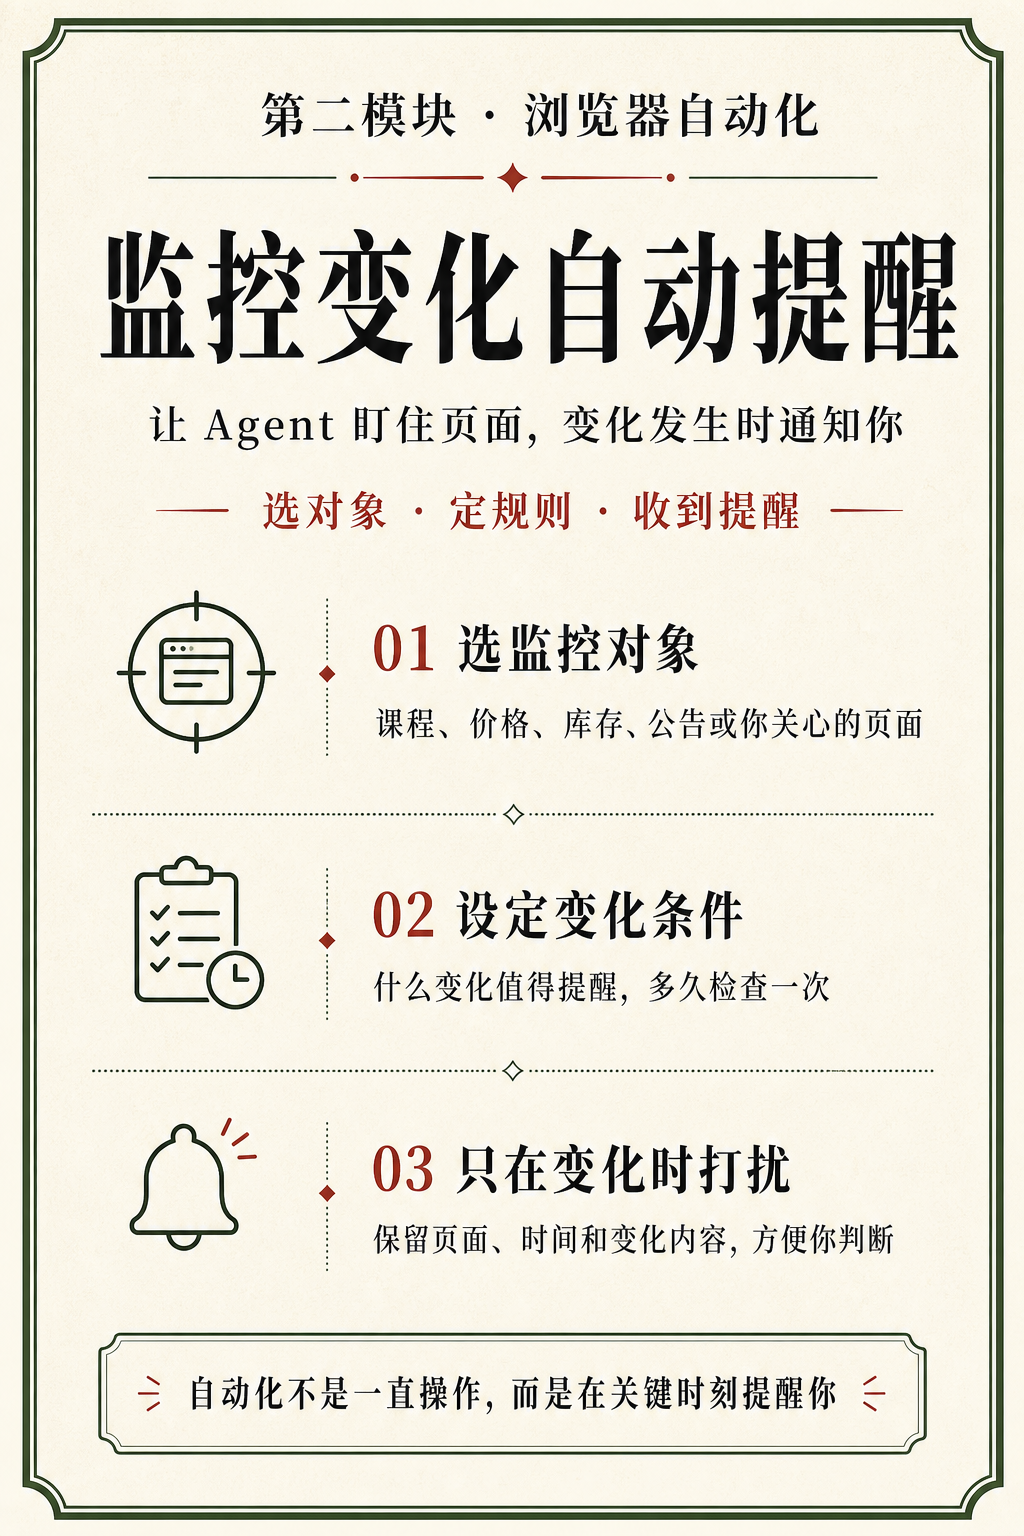 第二模块 · 浏览器自动化
监控变化自动提醒
让 Agent 盯住页面，变化发生时通知你
选对象 · 定规则 · 收到提醒
01 选监控对象
课程、价格、库存、公告或你关心的页面
02 设定变化条件
什么变化值得提醒，多久检查一次
03 只在变化时打扰
保留页面、时间和变化内容，方便你判断
自动化不是一直操作，而是在关键时刻提醒你